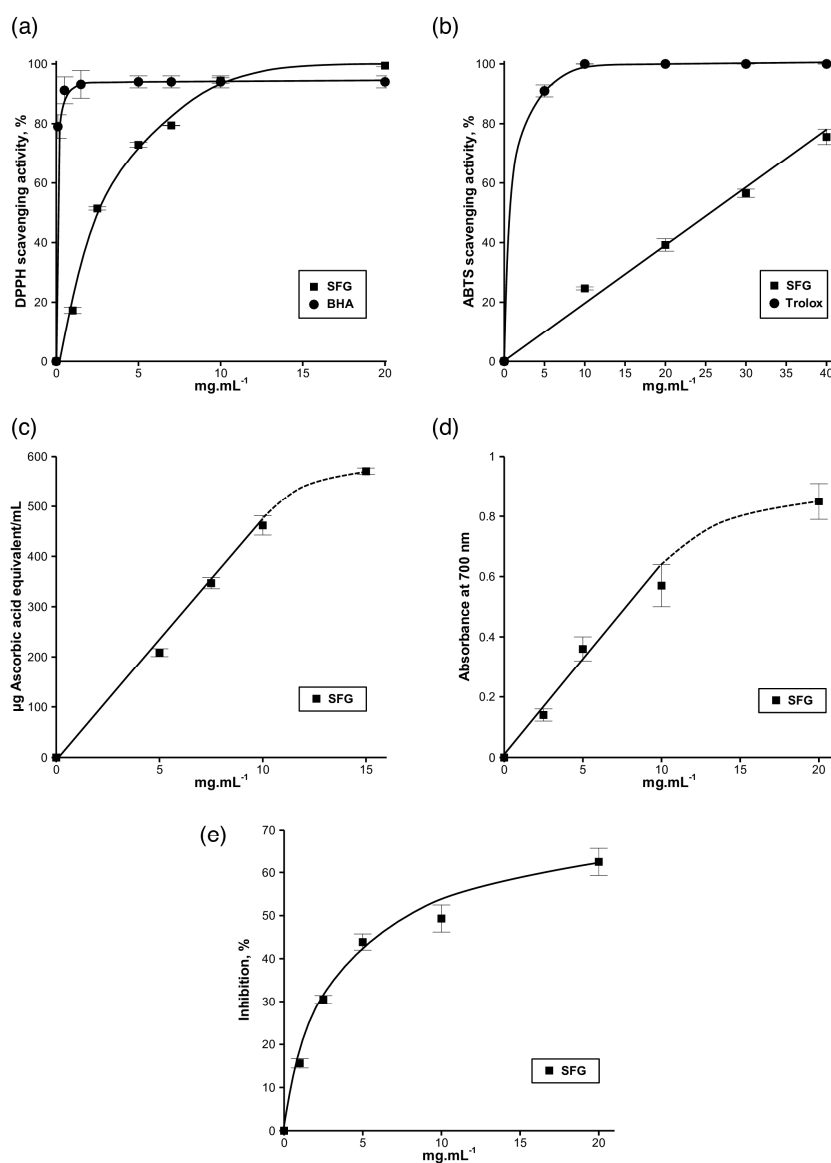 (a)
DPPH scavenging activity, %
100
80
60
40
20
0
0 5 10 15 20
mg.mL-1
SFG
BHA
(b)
ABTS scavenging activity, %
100
80
60
40
20
0
0 5 10 15 20 25 30 35 40
mg.mL-1
SFG
Trolox
(c)
µg Ascorbic acid equivalent/mL
600
500
400
300
200
100
0
0 5 10 15
mg.mL-1
SFG
(d)
Absorbance at 700 nm
1
0.8
0.6
0.4
0.2
0
0 5 10 15 20
mg.mL-1
SFG
(e)
Inhibition, %
70
60
50
40
30
20
10
0
0 5 10 15 20
mg.mL-1
SFG